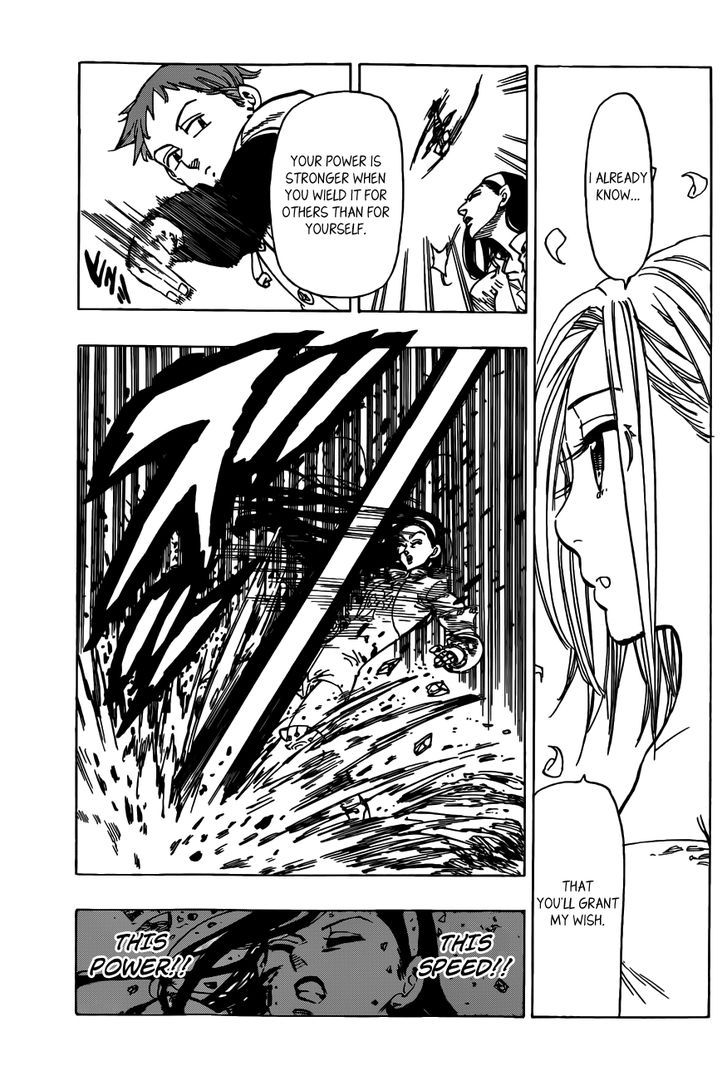 I ALREADY
KNOW...
THAT
YOU'LL GRANT
MY WISH.
YOUR POWER IS
STRONGER WHEN
YOU WIELD IT FOR
OTHERS THAN FOR
YOURSELF.
THIS
SPEED!!
THIS
POWER!!